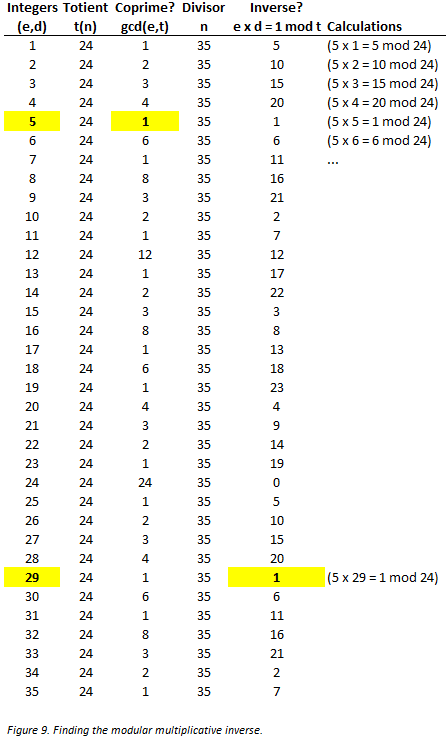 Integers Totient Coprime? Divisor Inverse?
(e,d) t(n) gcd(e,t) n e x d = 1 mod t Calculations
1 24 1 35 5 (5 x 1 = 5 mod 24)
2 24 2 35 10 (5 x 2 = 10 mod 24)
3 24 3 35 15 (5 x 3 = 15 mod 24)
4 24 4 35 20 (5 x 4 = 20 mod 24)
5 24 1 35 1 (5 x 5 = 1 mod 24)
6 24 6 35 6 (5 x 6 = 6 mod 24)
7 24 1 35 11 ...
8 24 8 35 16
9 24 3 35 21
10 24 2 35 2
11 24 1 35 7
12 24 12 35 12
13 24 1 35 17
14 24 2 35 22
15 24 3 35 3
16 24 8 35 8
17 24 1 35 13
18 24 6 35 18
19 24 1 35 23
20 24 4 35 4
21 24 3 35 9
22 24 2 35 14
23 24 1 35 19
24 24 24 35 0
25 24 1 35 5
26 24 2 35 10
27 24 3 35 15
28 24 4 35 20
29 24 1 35 1 (5 x 29 = 1 mod 24)
30 24 6 35 6
31 24 1 35 11
32 24 8 35 16
33 24 3 35 21
34 24 2 35 2
35 24 1 35 7
Figure 9. Finding the modular multiplicative inverse.